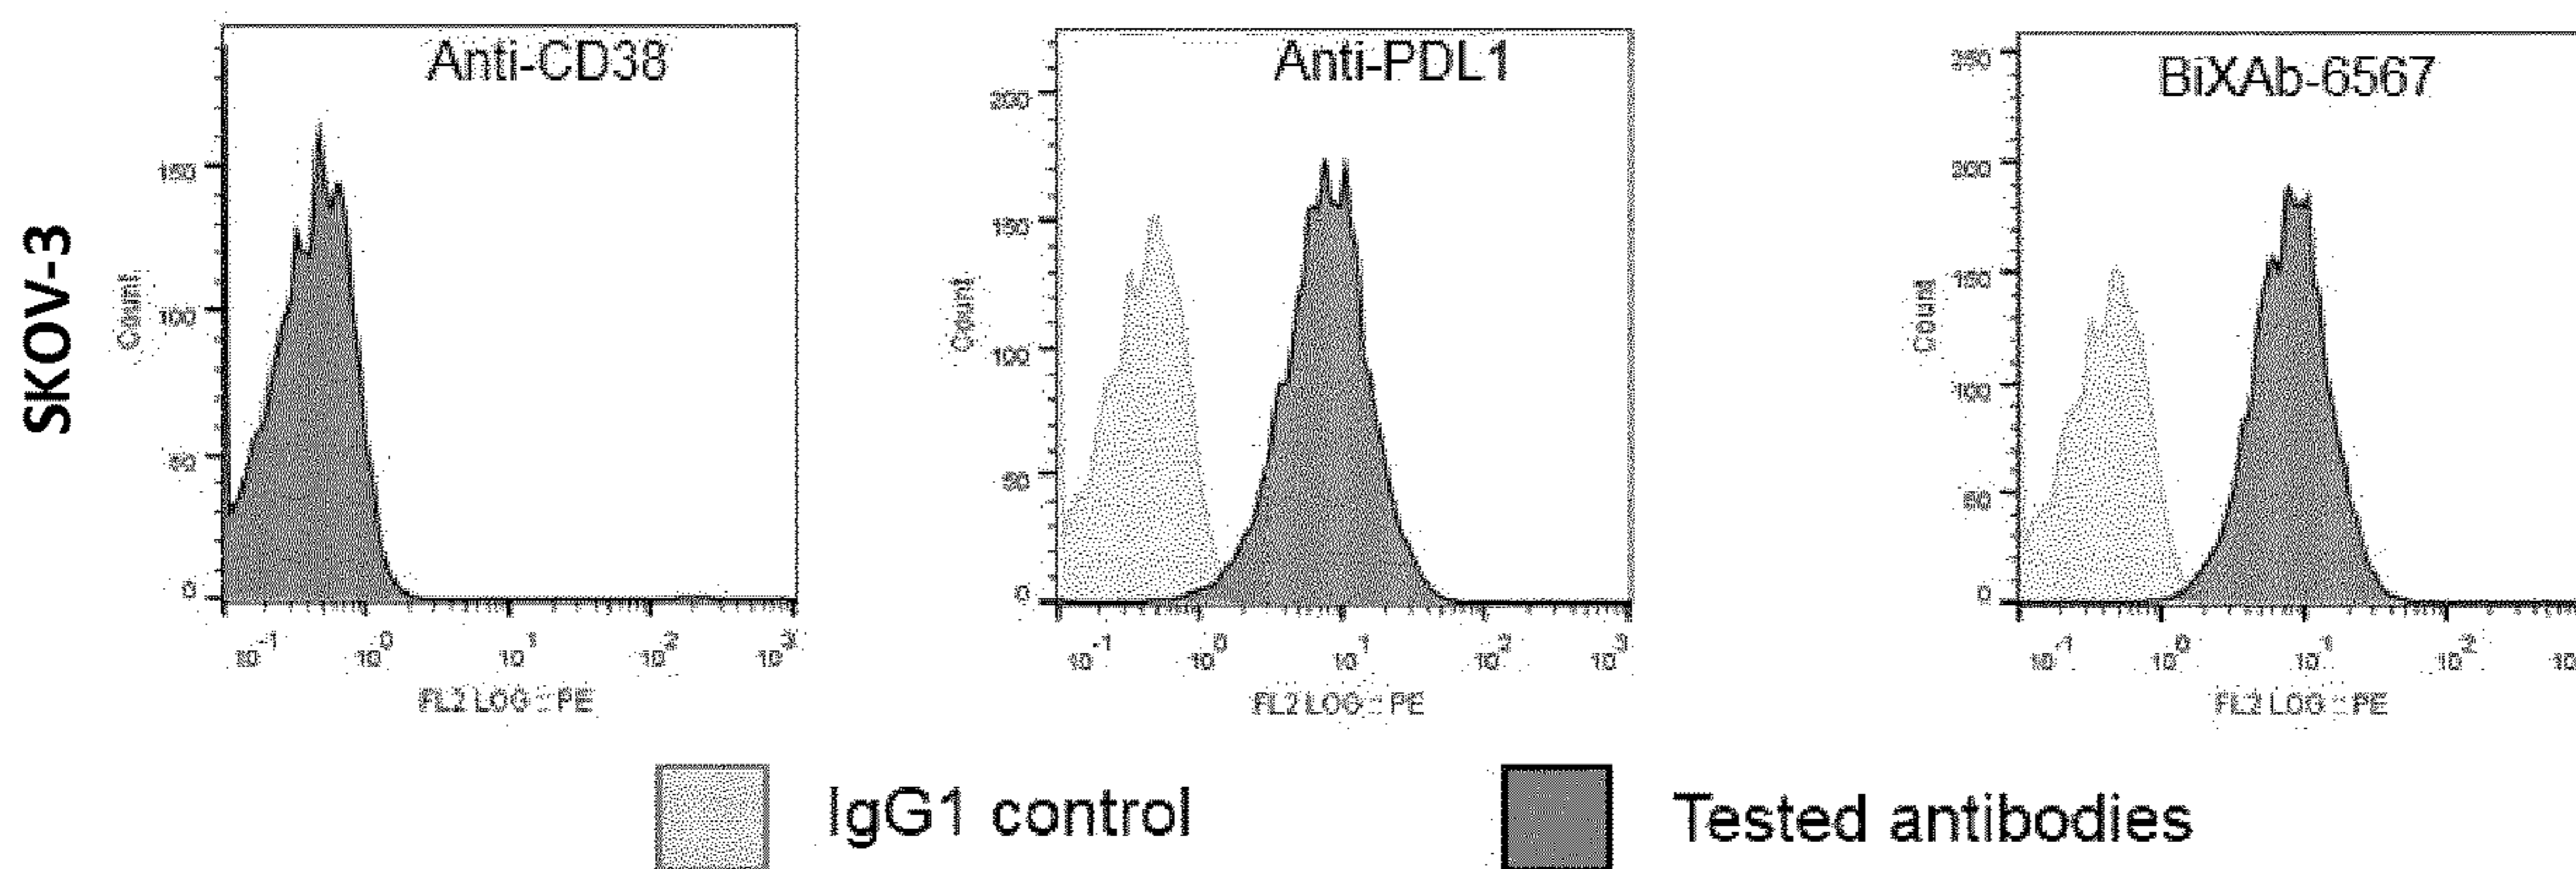 SKOV-3
Anti-CD38
Count
150
100
50
0
10^-1 10^0 10^1 10^2 10^3
FL2 LOG :: PE
Anti-PDL1
Count
200
150
100
50
0
10^-1 10^0 10^1 10^2 10^3
FL2 LOG :: PE
BiXAb-6567
Count
250
200
150
100
50
0
10^-1 10^0 10^1 10^2 10
FL2 LOG :: PE
IgG1 control
Tested antibodies